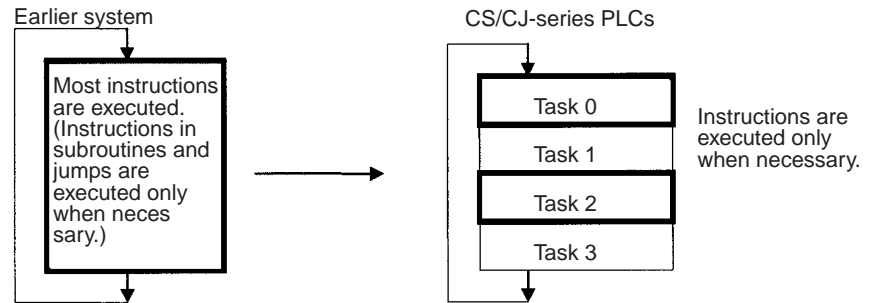 Earlier system
Most instructions
are executed.
(Instructions in
subroutines and
jumps are
executed only
when neces
sary.)
CS/CJ-series PLCs
Task 0
Task 1
Task 2
Task 3
Instructions are
executed only
when necessary.